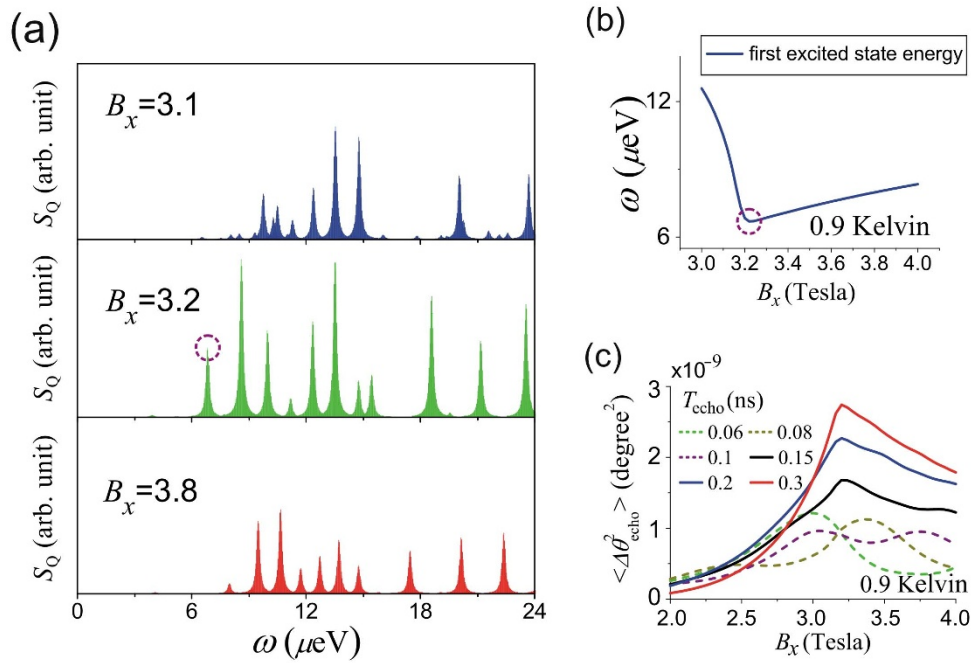 (a)
B_x=3.1
S_Q (arb. unit)
B_x=3.2
S_Q (arb. unit)
B_x=3.8
S_Q (arb. unit)
0 6 12 18 24
ω (μeV)
(b)
first excited state energy
12
6
ω (μeV)
0.9 Kelvin
3.0 3.2 3.4 3.6 3.8 4.0
B_x (Tesla)
(c)
x10⁻⁹
3
2
1
0
<Δθ²_echo> (degree²)
T_echo (ns)
0.06 0.08
0.1 0.15
0.2 0.3
0.9 Kelvin
2.0 2.5 3.0 3.5 4.0
B_x (Tesla)